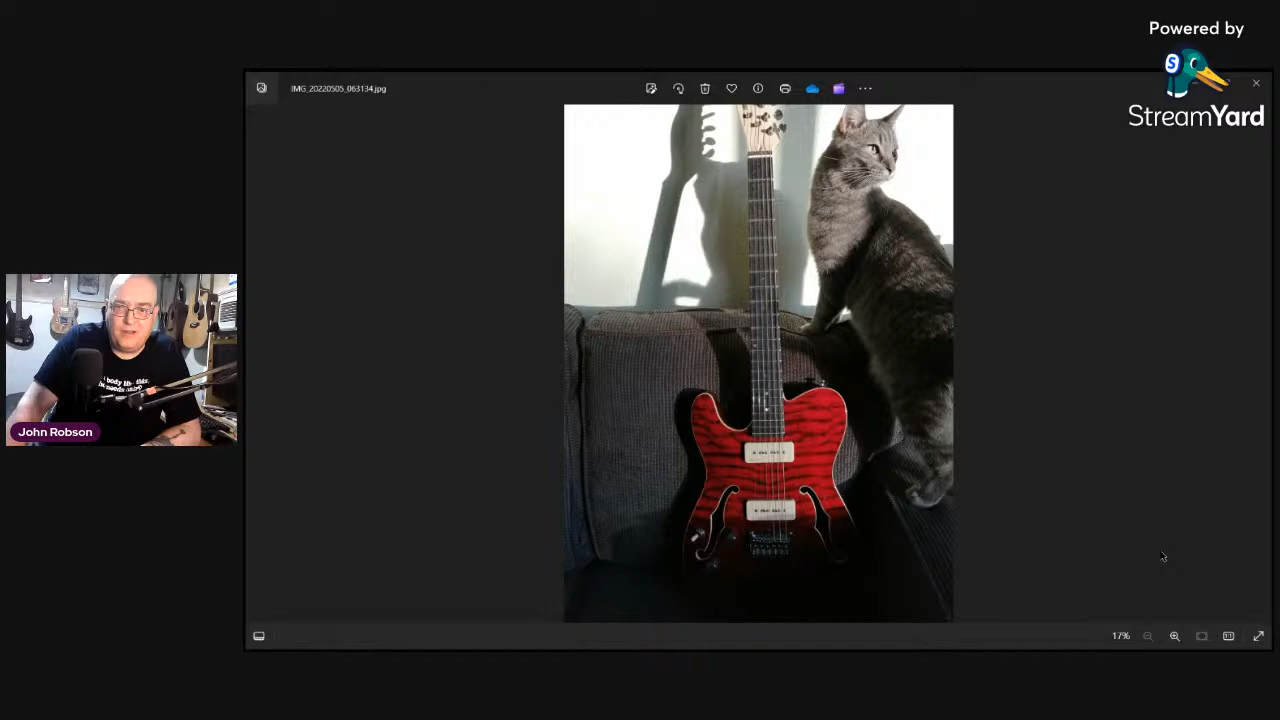 Powered by
S
StreamYard
IMG_20220505_063134.jpg
John Robson
17%